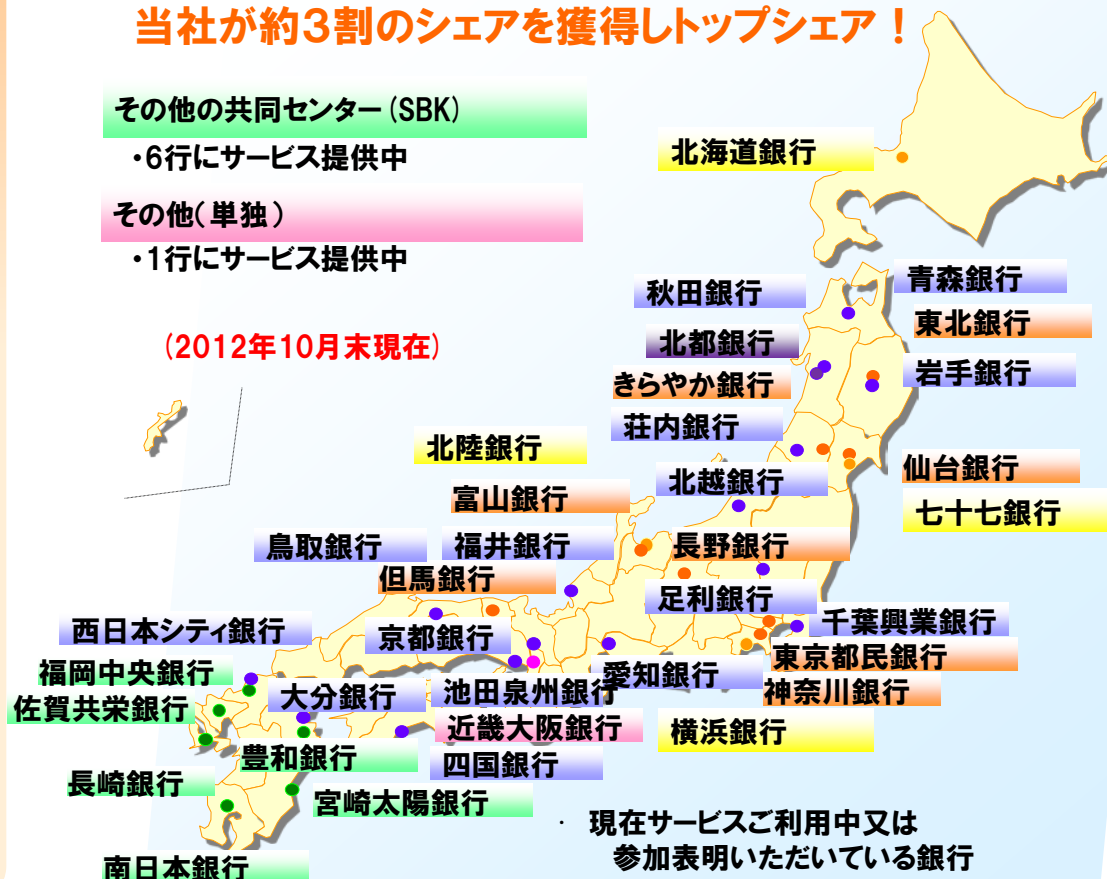 当社が約3割のシェアを獲得しトップシェア！
その他の共同センター(SBK)
・6行にサービス提供中
その他(単独)
・1行にサービス提供中
(2012年10月末現在)
北海道銀行
秋田銀行
青森銀行
北都銀行
東北銀行
きらやか銀行
岩手銀行
荘内銀行
北陸銀行
北越銀行
仙台銀行
富山銀行
七十七銀行
鳥取銀行
福井銀行
長野銀行
但馬銀行
足利銀行
西日本シティ銀行
京都銀行
千葉興業銀行
福岡中央銀行
愛知銀行
東京都民銀行
佐賀共栄銀行
大分銀行
池田泉州銀行
神奈川銀行
近畿大阪銀行
横浜銀行
豊和銀行
四国銀行
長崎銀行
宮崎太陽銀行
南日本銀行
・ 現在サービスご利用中又は
参加表明いただいている銀行